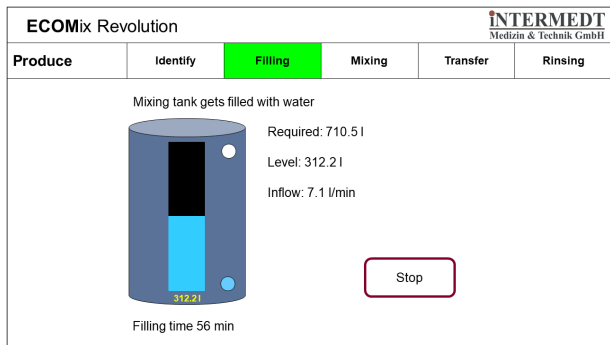 ECOMix Revolution
INTERMEDT
Medizin & Technik GmbH
Produce Identify Filling Mixing Transfer Rinsing
Mixing tank gets filled with water
Required: 710.5 l
Level: 312.2 l
Inflow: 7.1 l/min
Stop
312.2 l
Filling time 56 min